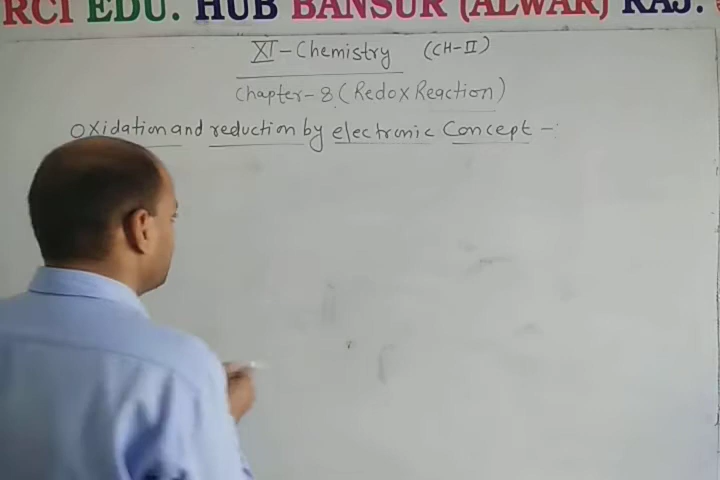 RCI EDU. HUB BANSUR (ALWAR) RAJ.
XI-Chemistry (CH-II)
Chapter-8 (Redox Reaction)
Oxidation and reduction by electronic Concept -